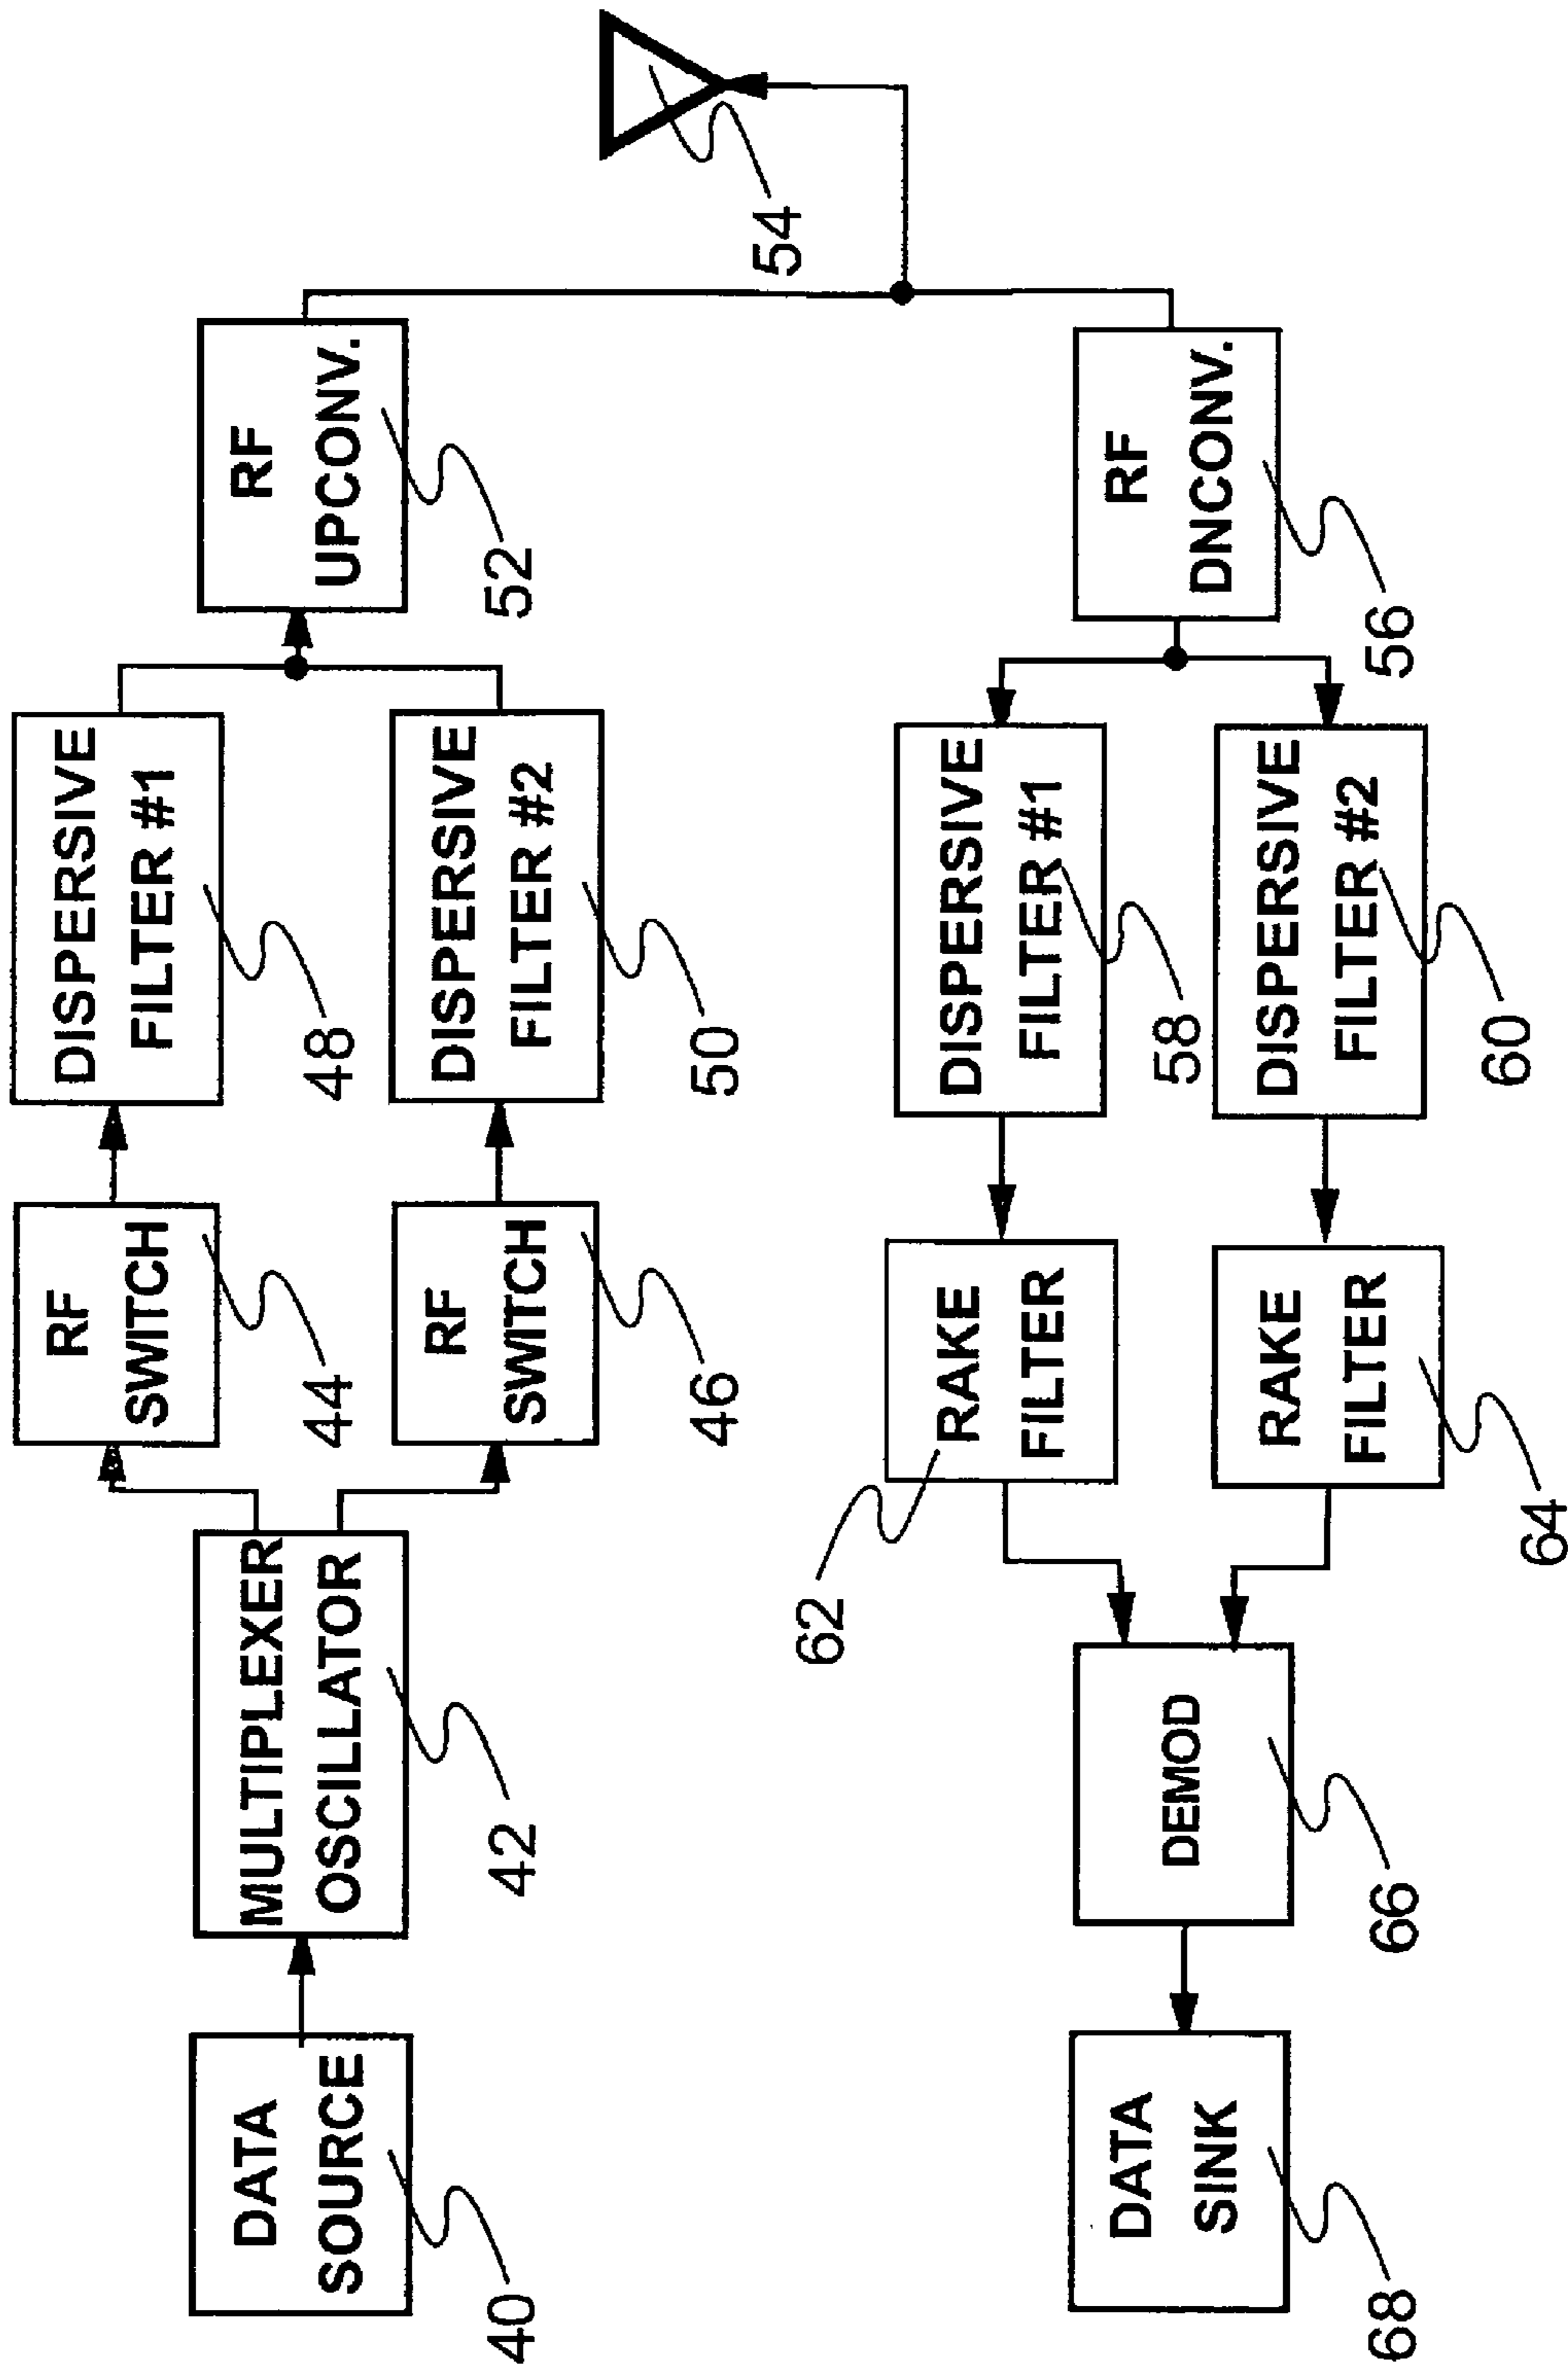 DATA
SOURCE
40
MULTIPLEXER
OSCILLATOR
42
RF
SWITCH
44
RF
SWITCH
46
DISPERSIVE
FILTER #1
48
DISPERSIVE
FILTER #2
50
RF
UPCONV.
52
54
RF
DNCONV.
56
DISPERSIVE
FILTER #1
58
DISPERSIVE
FILTER #2
60
RAKE
FILTER
62
RAKE
FILTER
64
DEMOD
66
DATA
SINK
68